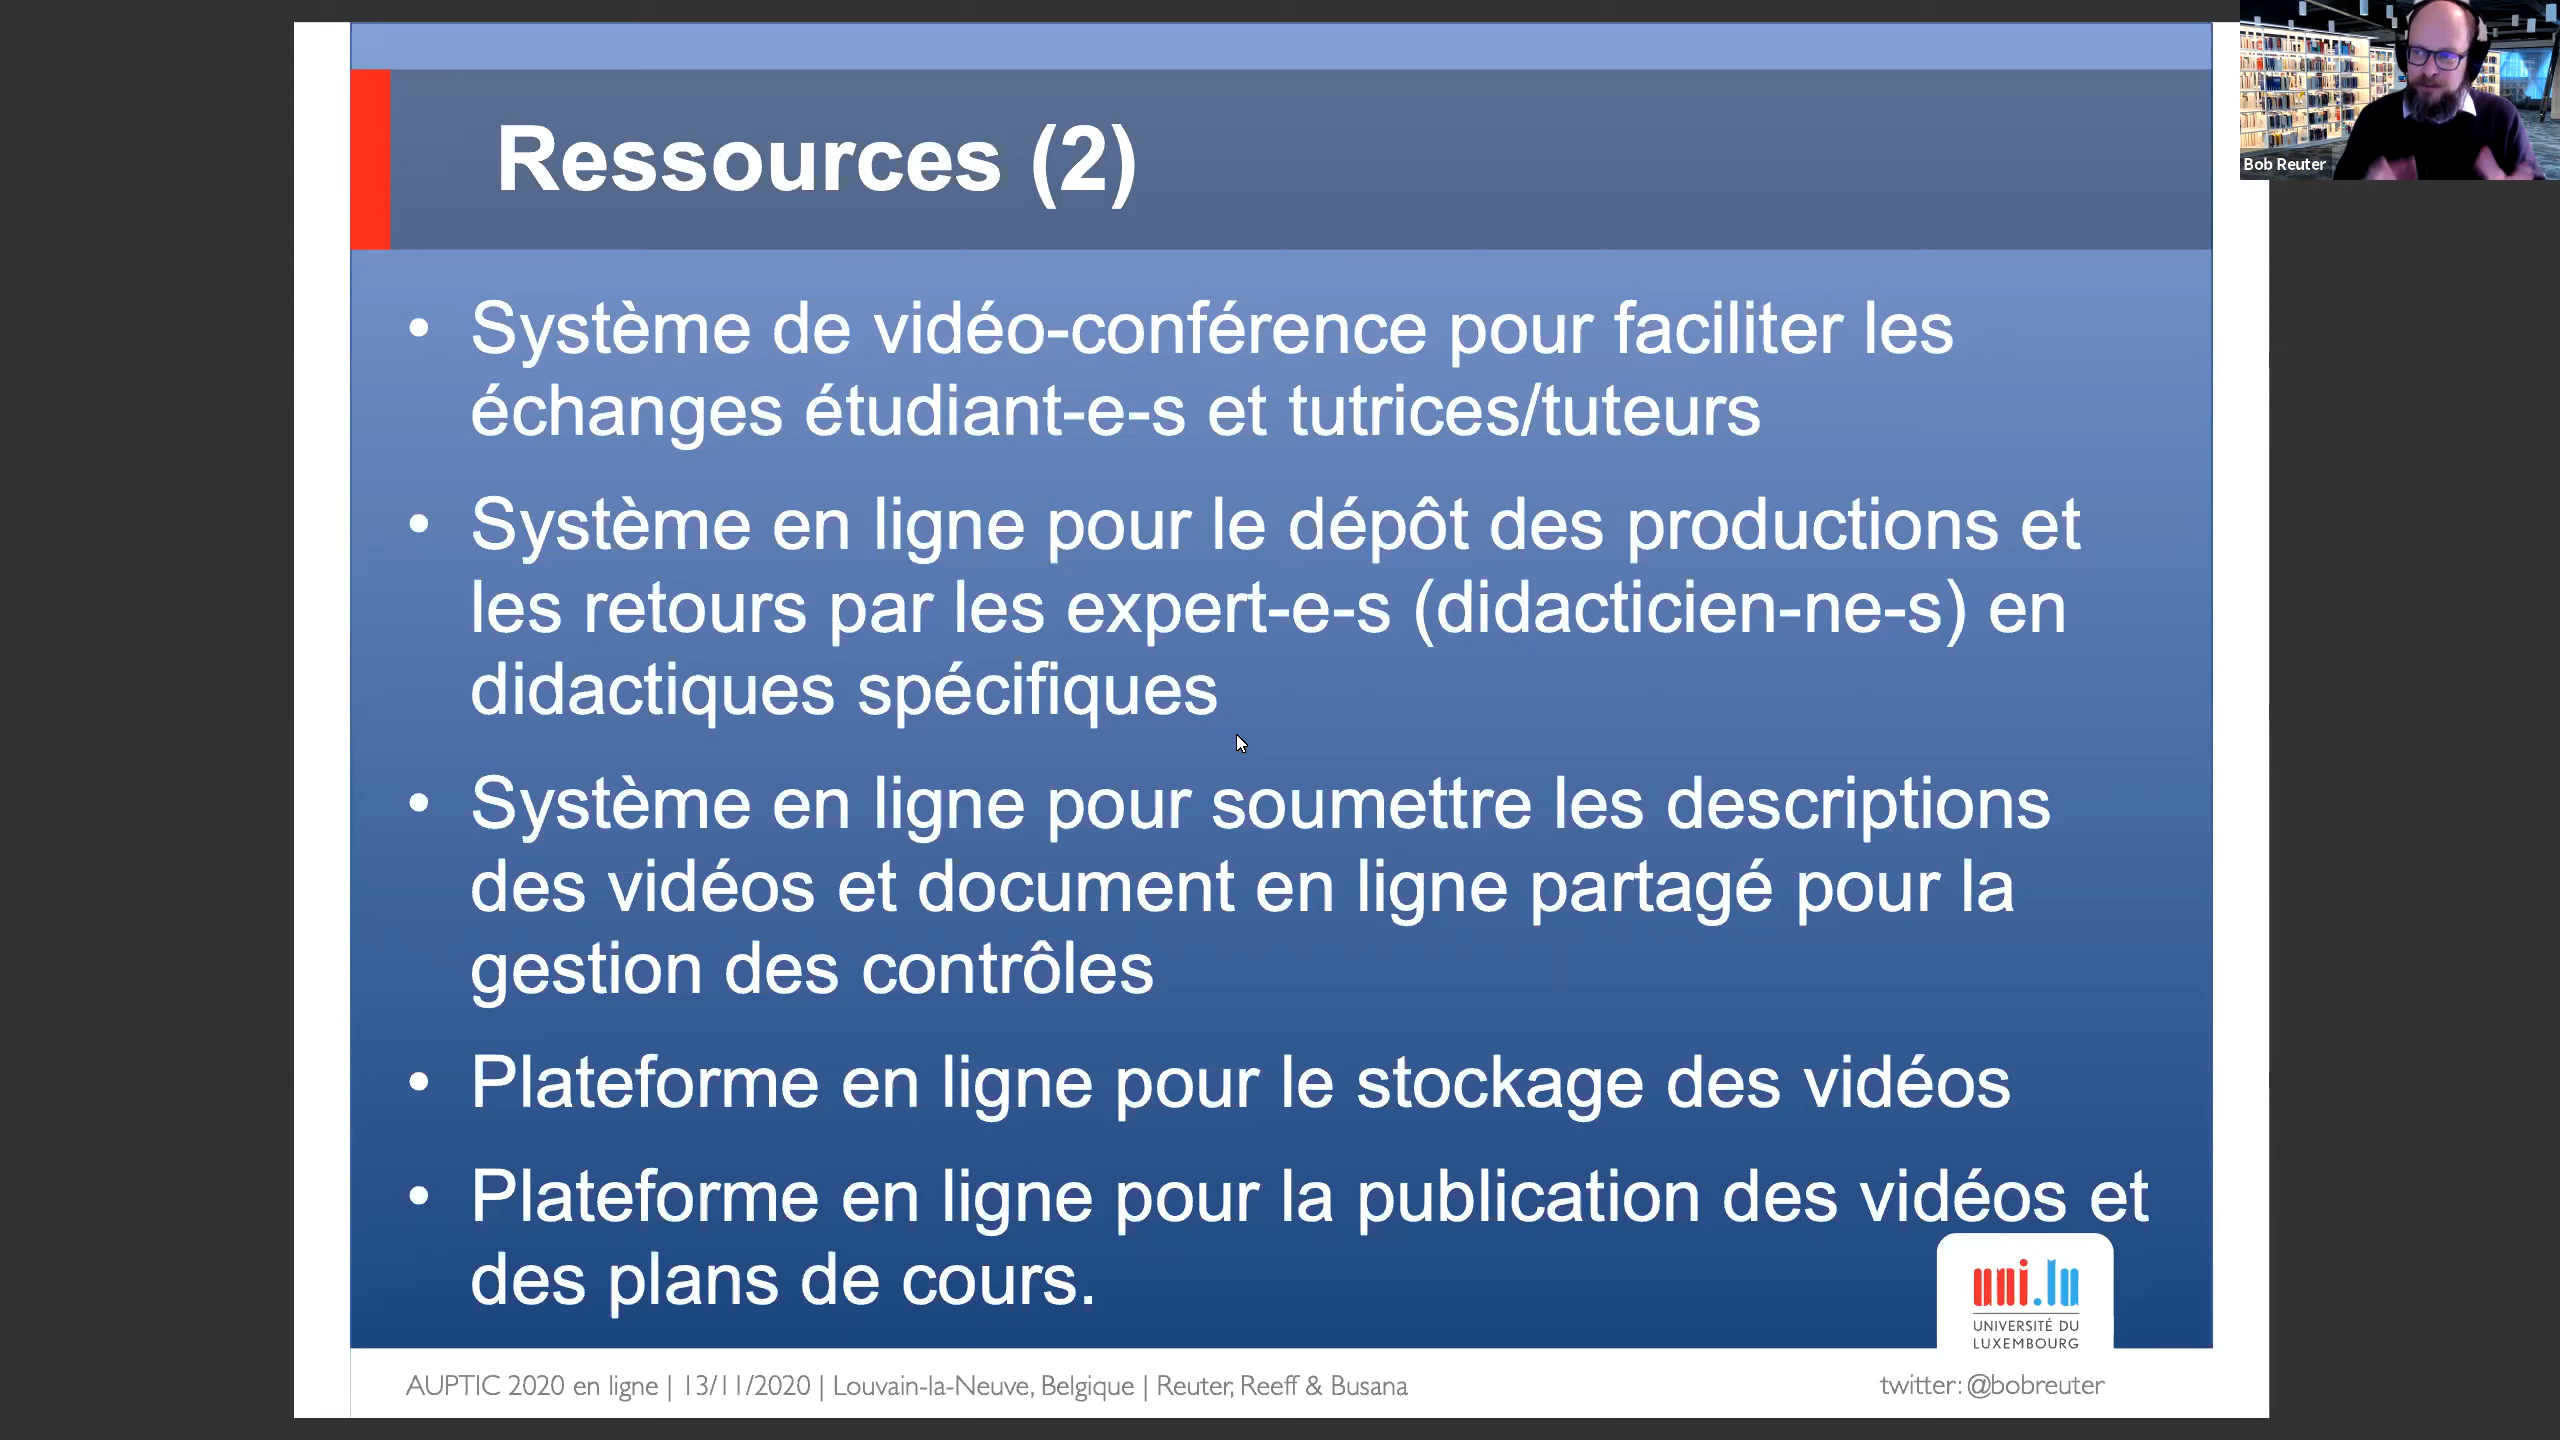 Ressources (2)
Bob Reuter
• Système de vidéo-conférence pour faciliter les
échanges étudiant-e-s et tutrices/tuteurs
• Système en ligne pour le dépôt des productions et
les retours par les expert-e-s (didacticien-ne-s) en
didactiques spécifiques
• Système en ligne pour soumettre les descriptions
des vidéos et document en ligne partagé pour la
gestion des contrôles
• Plateforme en ligne pour le stockage des vidéos
• Plateforme en ligne pour la publication des vidéos et
des plans de cours.
uni.lu
UNIVERSITÉ DU
LUXEMBOURG
AUPTIC 2020 en ligne | 13/11/2020 | Louvain-la-Neuve, Belgique | Reuter, Reeff & Busana
twitter: @bobreuter